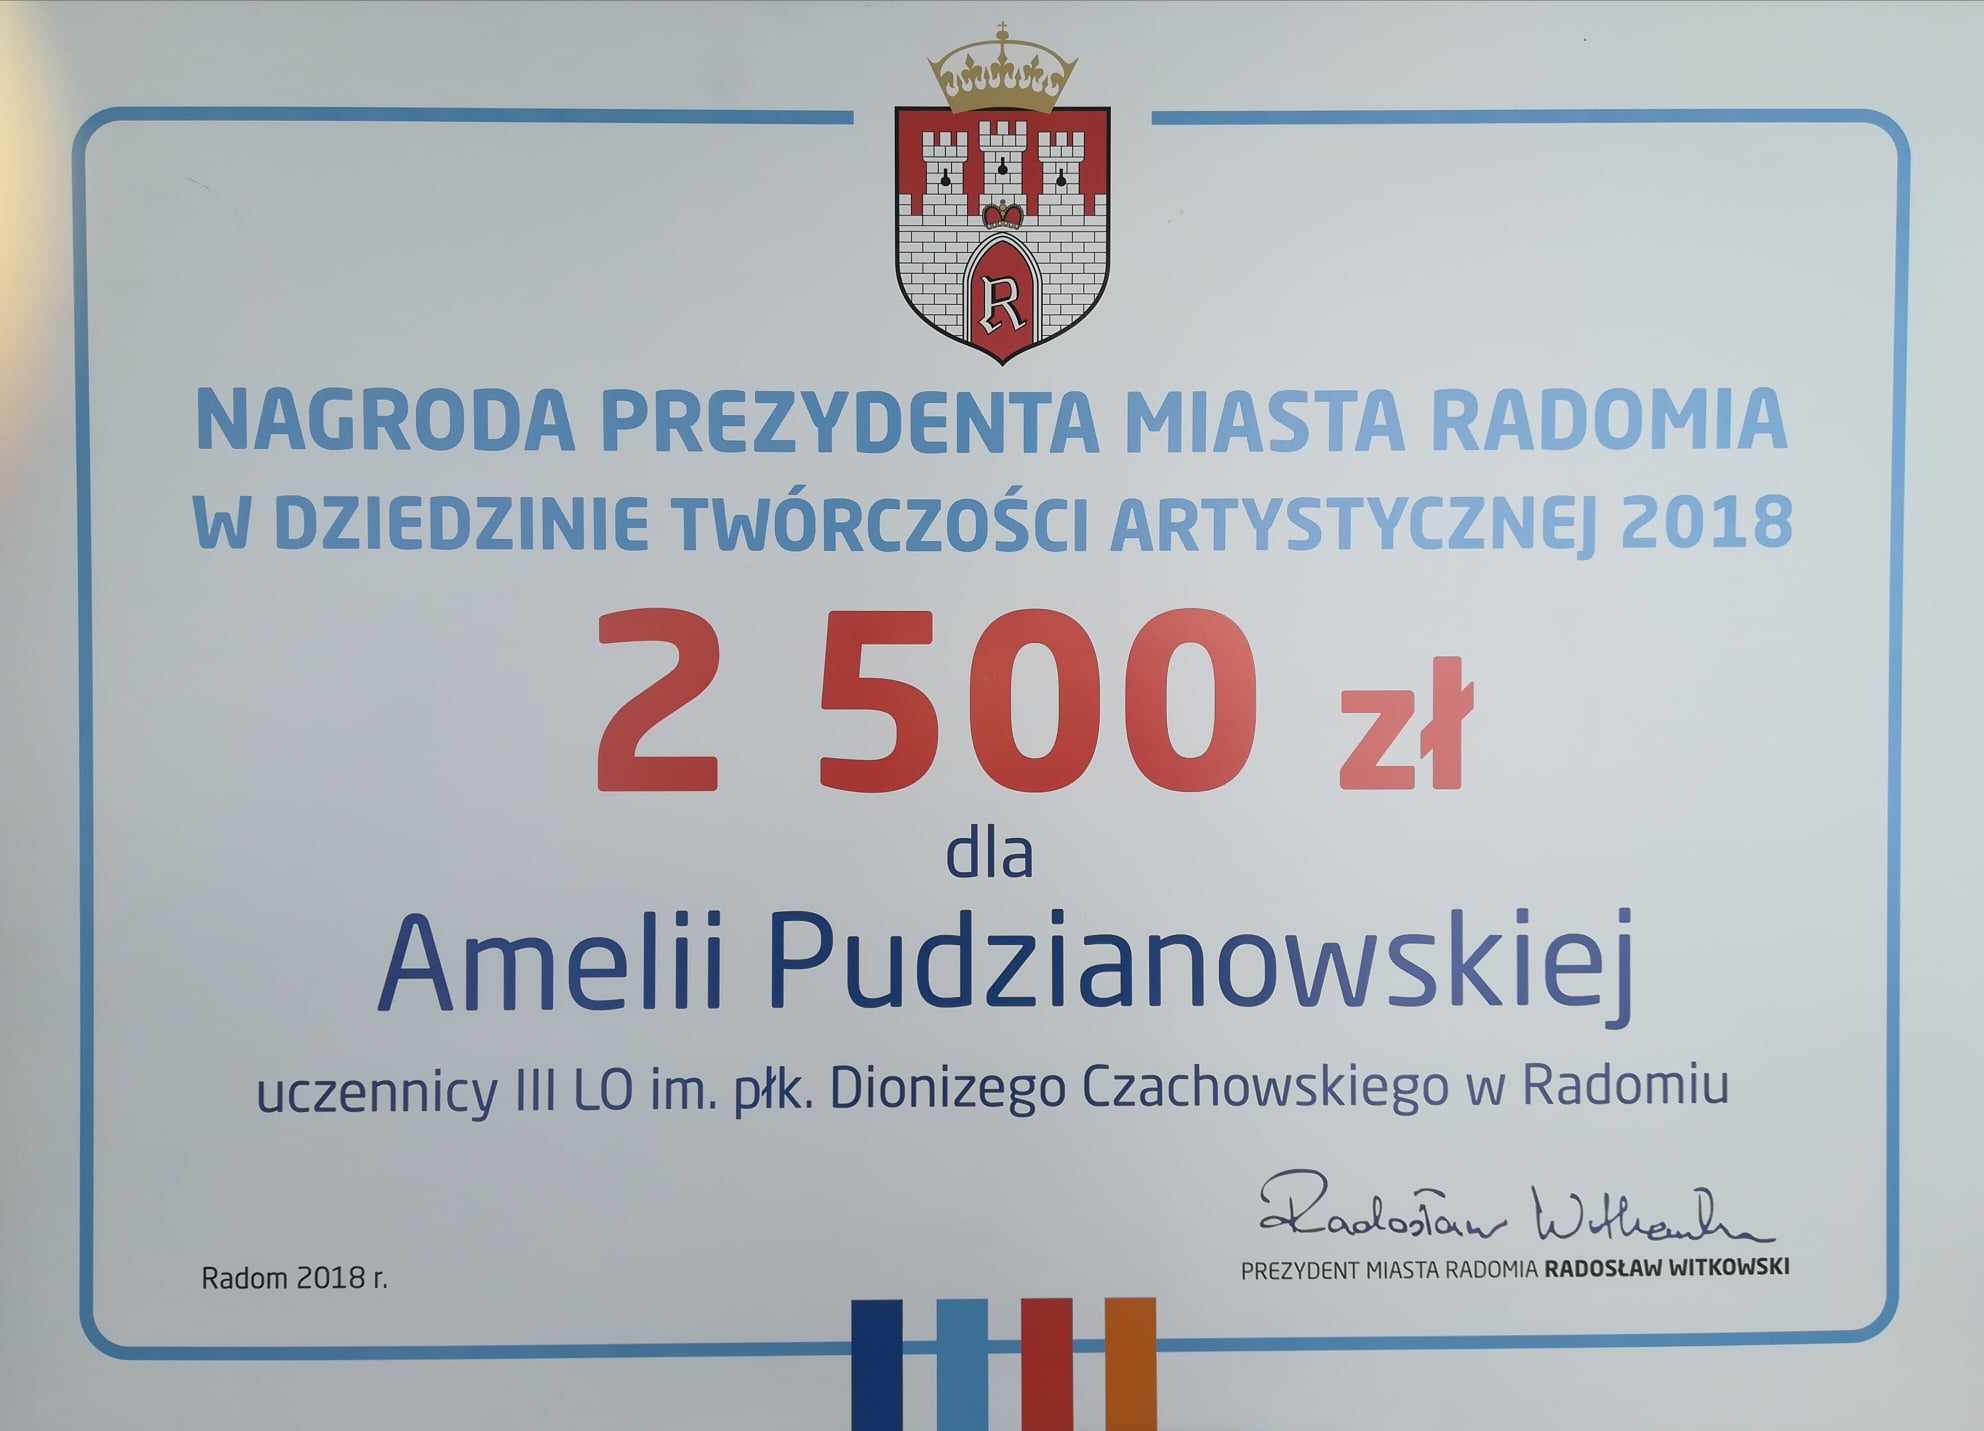 R
NAGRODA PREZYDENTA MIASTA RADOMIA
W DZIEDZINIE TWÓRCZOŚCI ARTYSTYCZNEJ 2018
2 500 zł
dla
Amelii Pudzianowskiej
uczennicy III LO im. płk. Dionizego Czachowskiego w Radomiu
Radosław Witkowski
PREZYDENT MIASTA RADOMIA RADOSŁAW WITKOWSKI
Radom 2018 r.